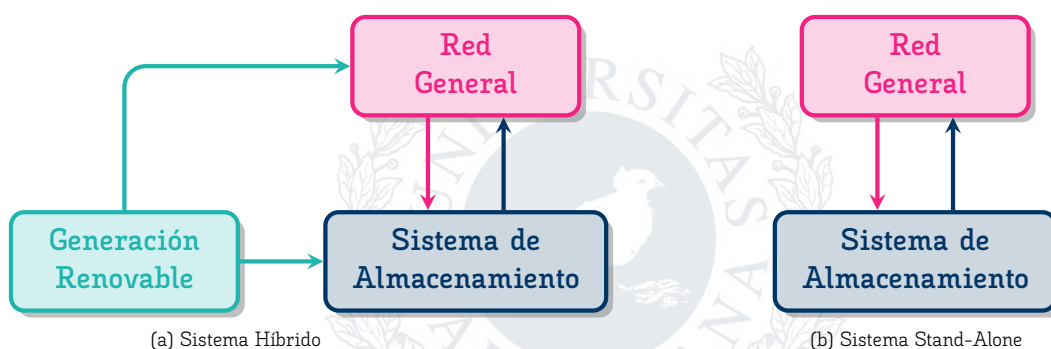 Red
General
Generación
Renovable
Sistema de
Almacenamiento
(a) Sistema Híbrido
Red
General
Sistema de
Almacenamiento
(b) Sistema Stand-Alone